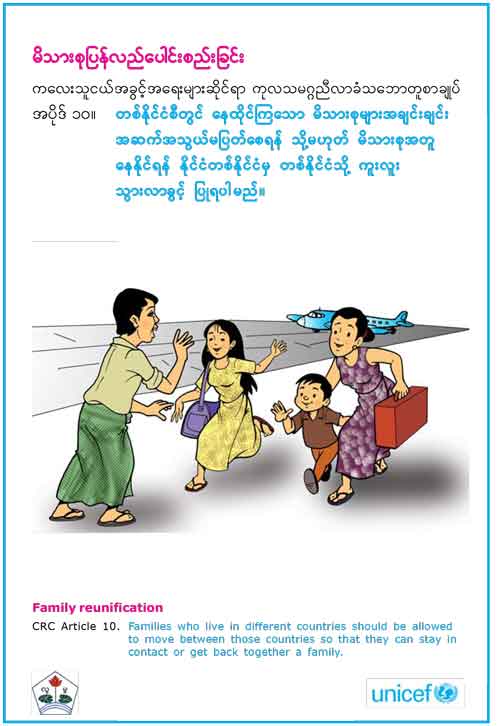 မိသားစုပြန်လည်ပေါင်းစည်းခြင်း
ကလေးသူငယ်အခွင့်အရေးများဆိုင်ရာ ကုလသမဂ္ဂညီလာခံသဘောတူစာချုပ်
အပိုဒ် ၁၀။ တစ်နိုင်ငံစီတွင် နေထိုင်ကြသော မိသားစုများအချင်းချင်း
အဆက်အသွယ်မပြတ်စေရန် သို့မဟုတ် မိသားစုအတူ
နေနိုင်ရန် နိုင်ငံတစ်နိုင်ငံမှ တစ်နိုင်ငံသို့ ကူးလူး
သွားလာခွင့် ပြုရပါမည်။
Family reunification
CRC Article 10. Families who live in different countries should be allowed
to move between those countries so that they can stay in
contact or get back together a family.
unicef